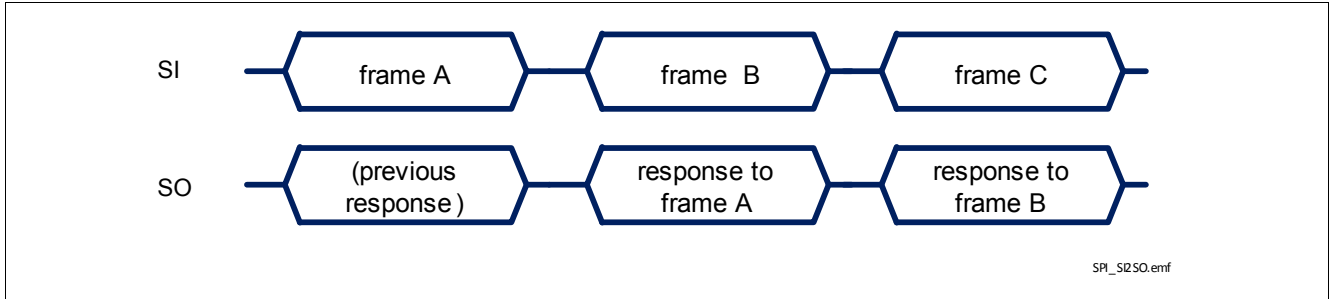 SI
frame A
frame B
frame C
SO
(previous
response)
response to
frame A
response to
frame B
SPI_SI2SO.emf